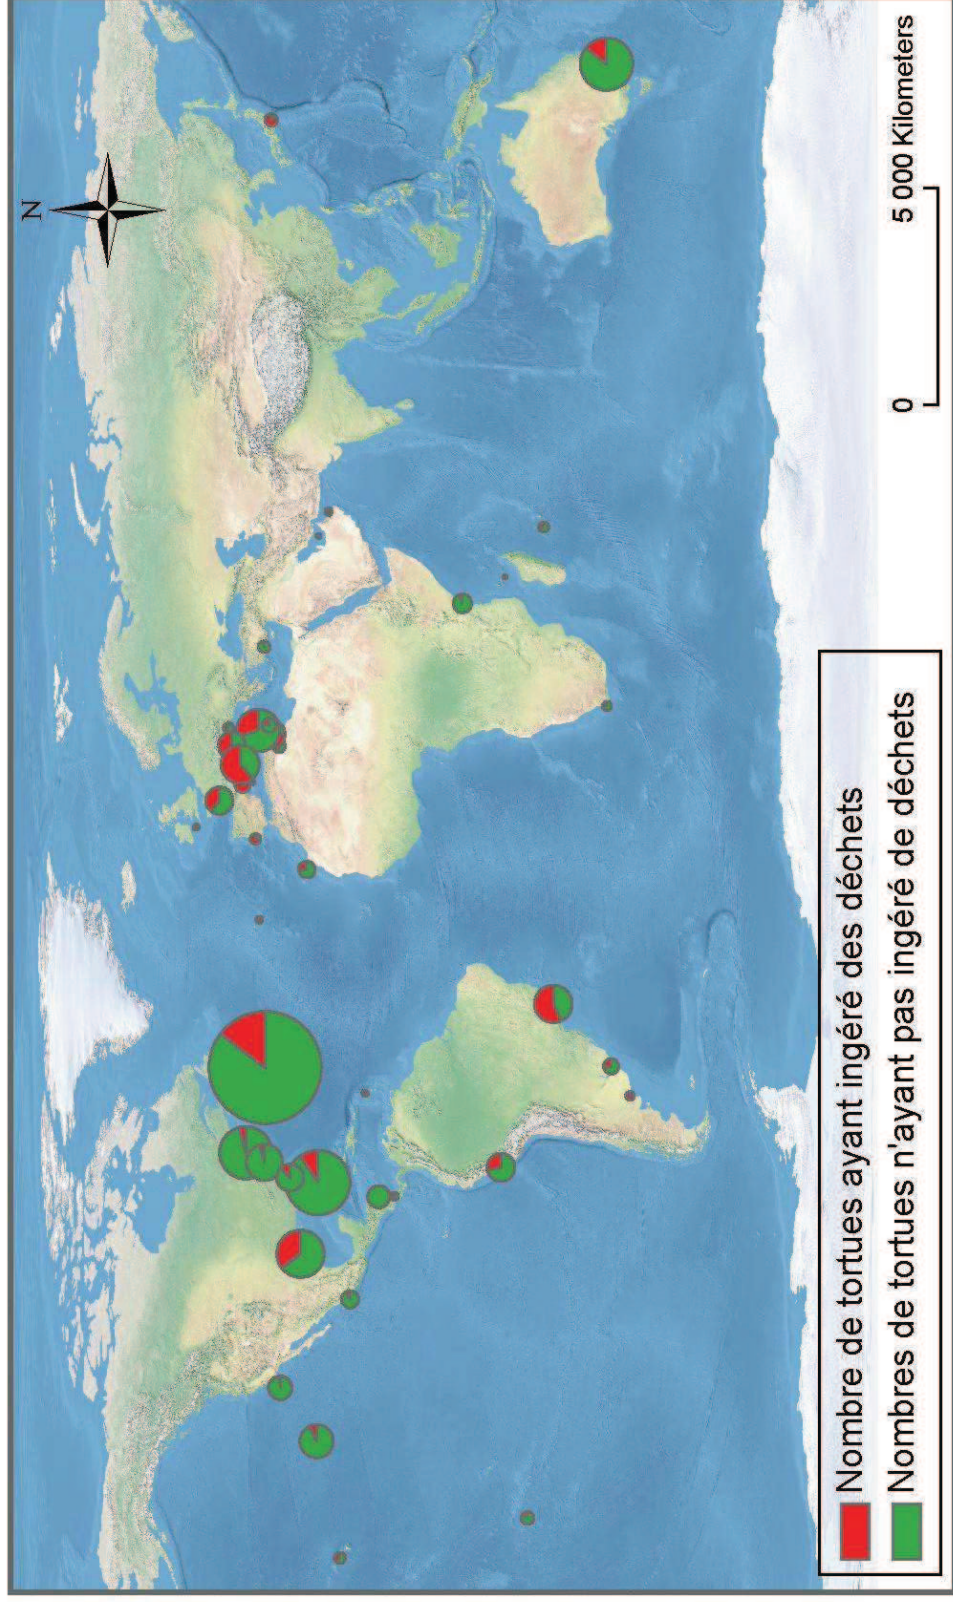 N
0 5 000 Kilometers
Nombre de tortues ayant ingéré des déchets
Nombres de tortues n'ayant pas ingéré de déchets